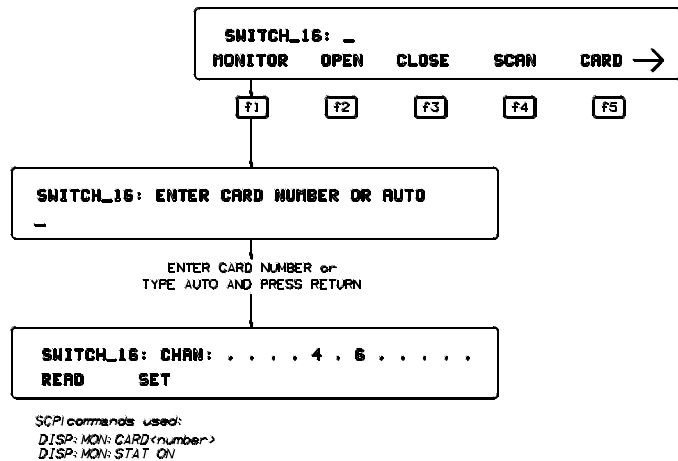 SWITCH_16: _
MONITOR OPEN CLOSE SCAN CARD →
f1 f2 f3 f4 f5
SWITCH_16: ENTER CARD NUMBER OR AUTO
_
ENTER CARD NUMBER or
TYPE AUTO AND PRESS RETURN
SWITCH_16: CHAN: . . . . 4 . 6 . . . . .
READ SET
SCPI commands used:
DISP:MON:CARD<number>
DISP:MON:STAT ON